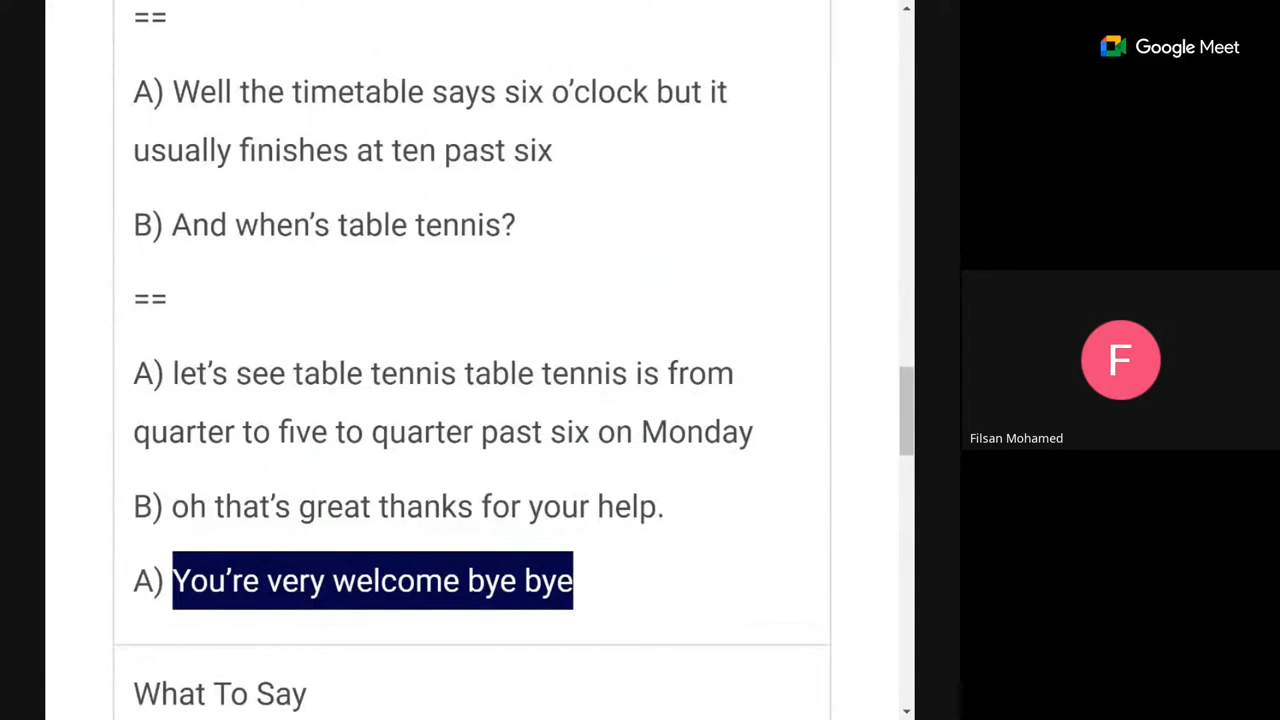 ==
A) Well the timetable says six o’clock but it
usually finishes at ten past six
B) And when’s table tennis?
==
A) let’s see table tennis table tennis is from
quarter to five to quarter past six on Monday
B) oh that’s great thanks for your help.
A) You’re very welcome bye bye
What To Say
Google Meet
F
Filsan Mohamed